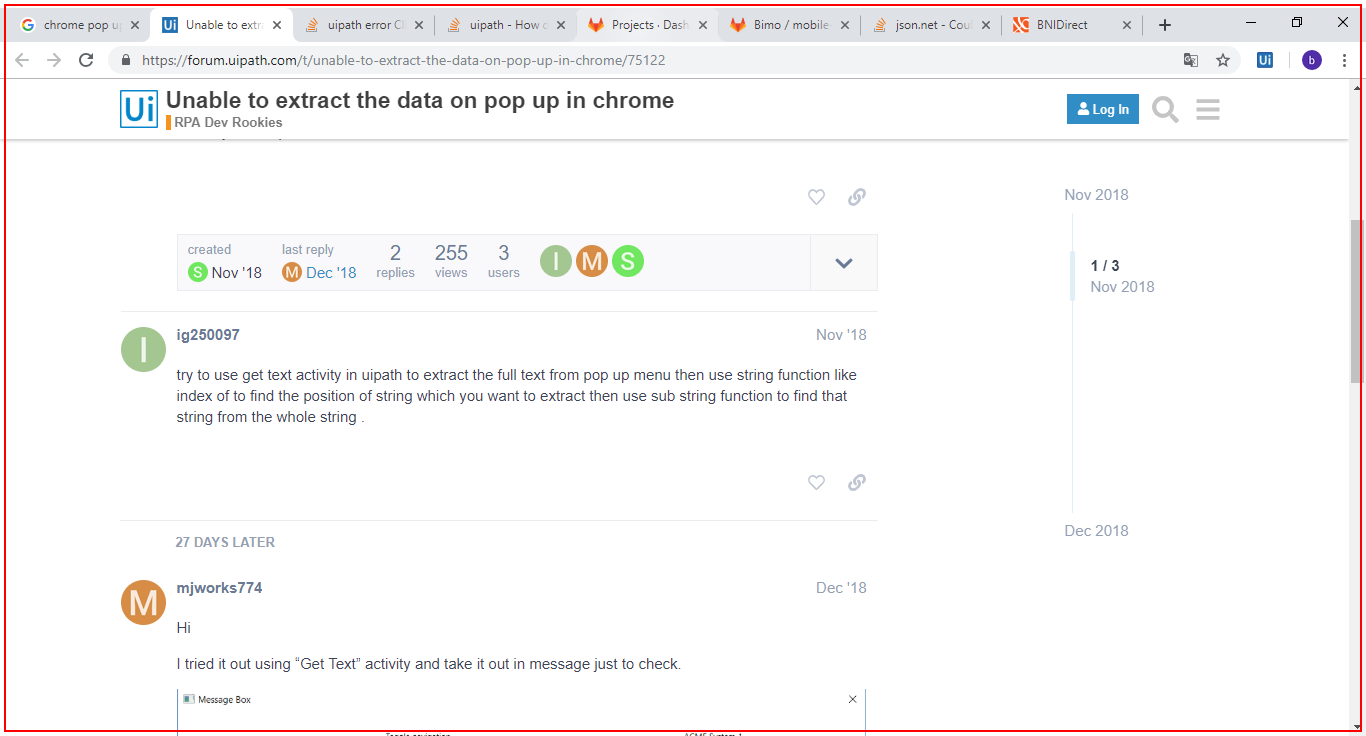 chrome pop up
Unable to extra
uipath error Cl
uipath - How c
Projects · Dash
Bimo / mobile-
json.net - Coul
BNIDirect
https://forum.uipath.com/t/unable-to-extract-the-data-on-pop-up-in-chrome/75122
Ui
b
Ui
Unable to extract the data on pop up in chrome
RPA Dev Rookies
Log In
Nov 2018
created
last reply
2
255
3
I M S
S Nov '18
M Dec '18
replies
views
users
1 / 3
Nov 2018
I
ig250097
Nov '18
try to use get text activity in uipath to extract the full text from pop up menu then use string function like
index of to find the position of string which you want to extract then use sub string function to find that
string from the whole string .
Dec 2018
27 DAYS LATER
M
mjworks774
Dec '18
Hi
I tried it out using “Get Text” activity and take it out in message just to check.
Message Box